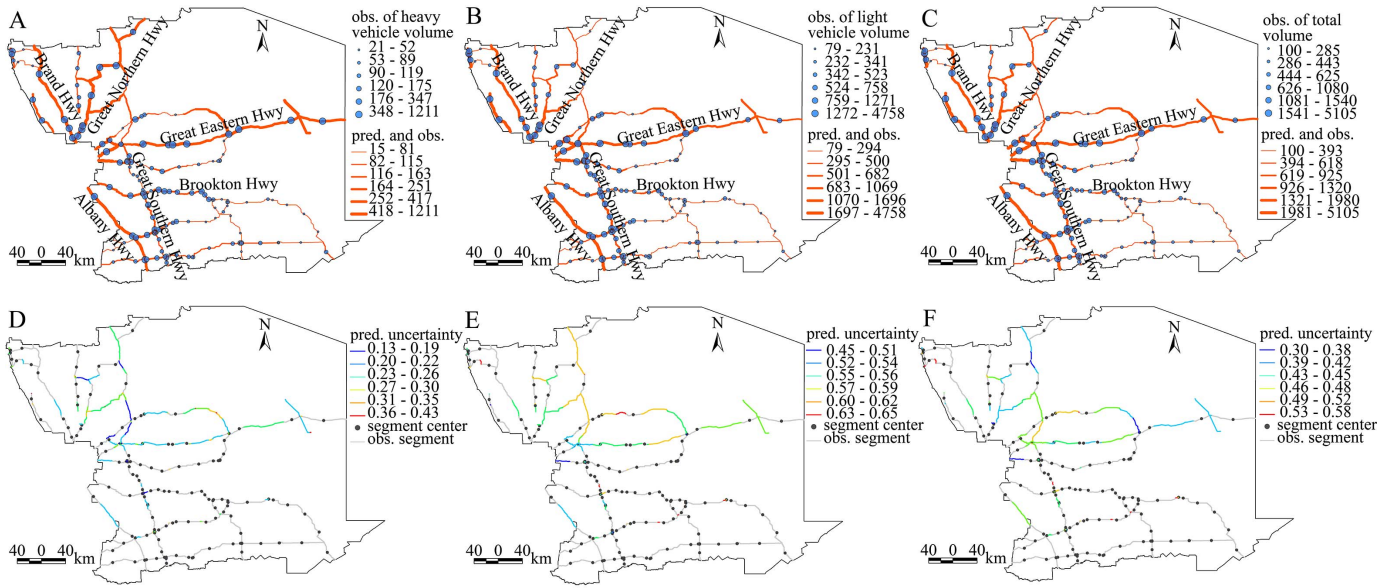 A
N
Brand Hwy
Great Northern Hwy
Great Eastern Hwy
Great Southern Hwy
Brookton Hwy
Albany Hwy
40 0 40
km
obs. of heavy
vehicle volume
21 - 52
53 - 89
90 - 119
120 - 175
176 - 347
348 - 1211
pred. and obs.
15 - 81
82 - 115
116 - 163
164 - 251
252 - 417
418 - 1211
B
N
Brand Hwy
Great Northern Hwy
Great Eastern Hwy
Great Southern Hwy
Brookton Hwy
Albany Hwy
40 0 40
km
obs. of light
vehicle volume
79 - 231
232 - 341
342 - 523
524 - 758
759 - 1271
1272 - 4758
pred. and obs.
79 - 294
295 - 500
501 - 682
683 - 1069
1070 - 1696
1697 - 4758
C
N
Brand Hwy
Great Northern Hwy
Great Eastern Hwy
Great Southern Hwy
Brookton Hwy
Albany Hwy
40 0 40
km
obs. of total
volume
100 - 285
286 - 443
444 - 625
626 - 1080
1081 - 1540
1541 - 5105
pred. and obs.
100 - 393
394 - 618
619 - 925
926 - 1320
1321 - 1980
1981 - 5105
D
N
40 0 40
km
pred. uncertainty
0.13 - 0.19
0.20 - 0.22
0.23 - 0.26
0.27 - 0.30
0.31 - 0.35
0.36 - 0.43
segment center
obs. segment
E
N
40 0 40
km
pred. uncertainty
0.45 - 0.51
0.52 - 0.54
0.55 - 0.56
0.57 - 0.59
0.60 - 0.62
0.63 - 0.65
segment center
obs. segment
F
N
40 0 40
km
pred. uncertainty
0.30 - 0.38
0.39 - 0.42
0.43 - 0.45
0.46 - 0.48
0.49 - 0.52
0.53 - 0.58
segment center
obs. segment